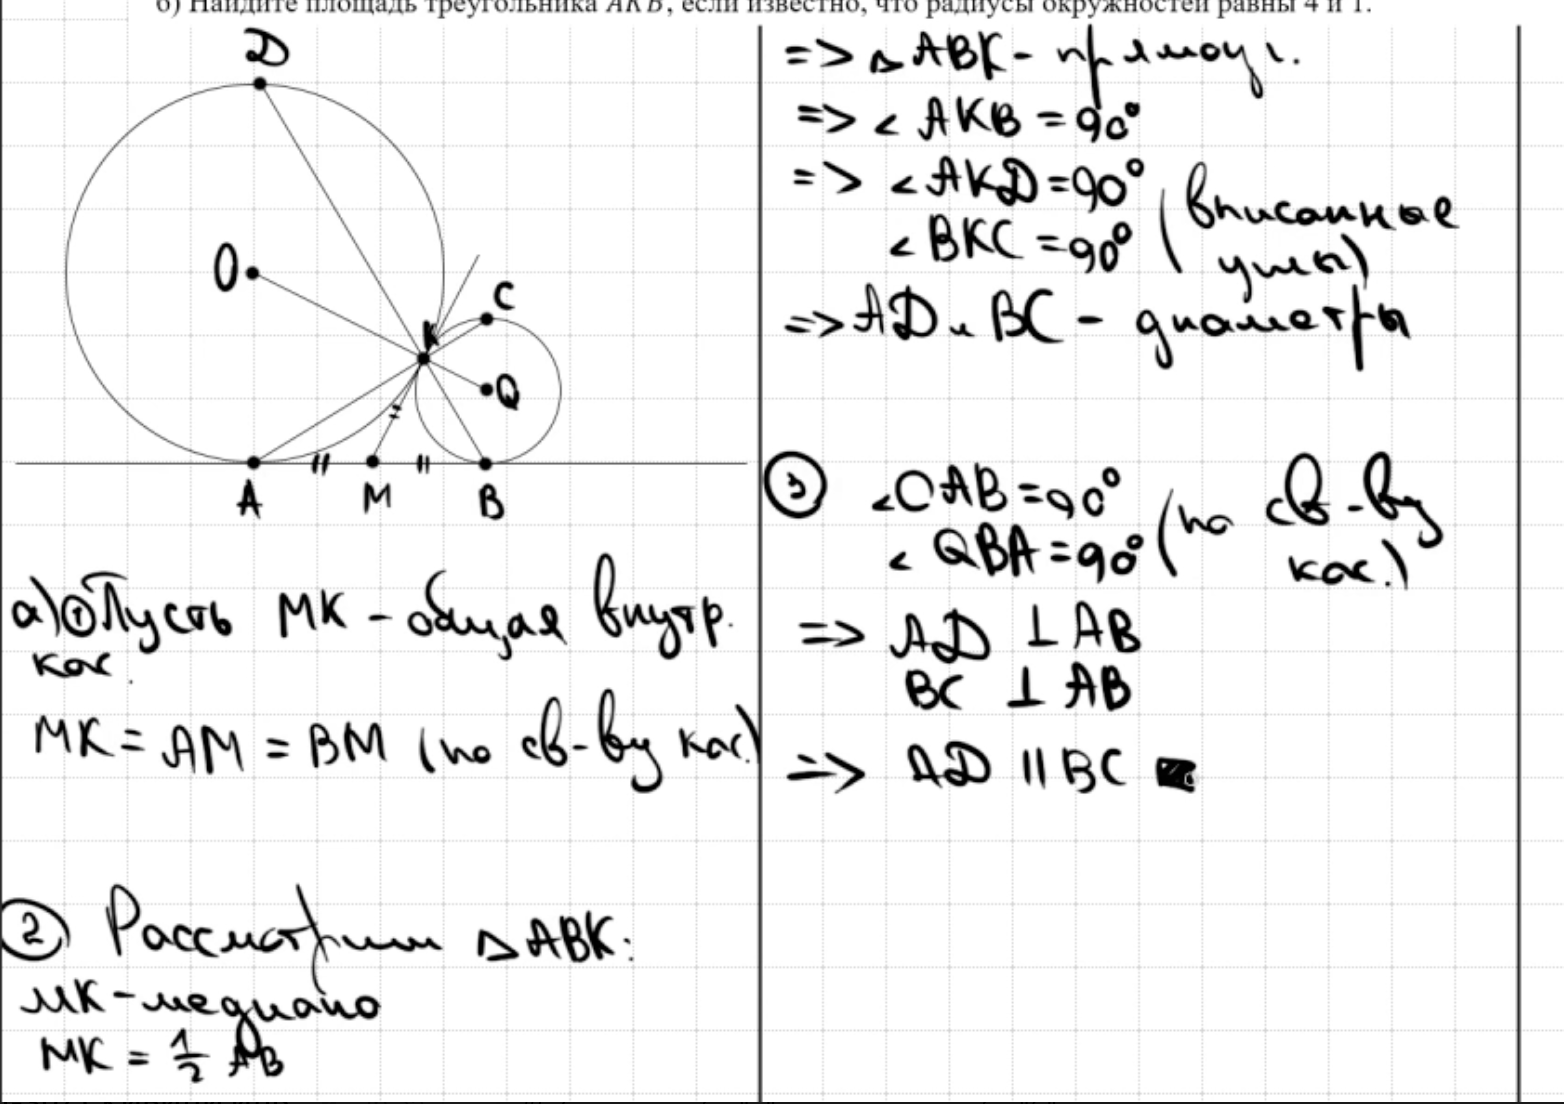 б) Найдите площадь треугольника AKB, если известно, что радиусы окружностей равны 4 и 1.
D
O
C
K
Q
A
M
B
а) ① Пусть MK - общая внутр.
кас.
MK = AM = BM (по св-ву кас.)
② Рассмотрим △ABK:
MK - медиана
MK = 1/2 AB
=> △ABK - прямоуг.
=> ∠AKB = 90°
=> ∠AKD = 90°
∠BKC = 90° (вписанные
углы)
=> AD и BC - диаметры
③ ∠OAB = 90°
∠QBA = 90° (по св-ву
кас.)
=> AD ⊥ AB
BC ⊥ AB
=> AD || BC ■